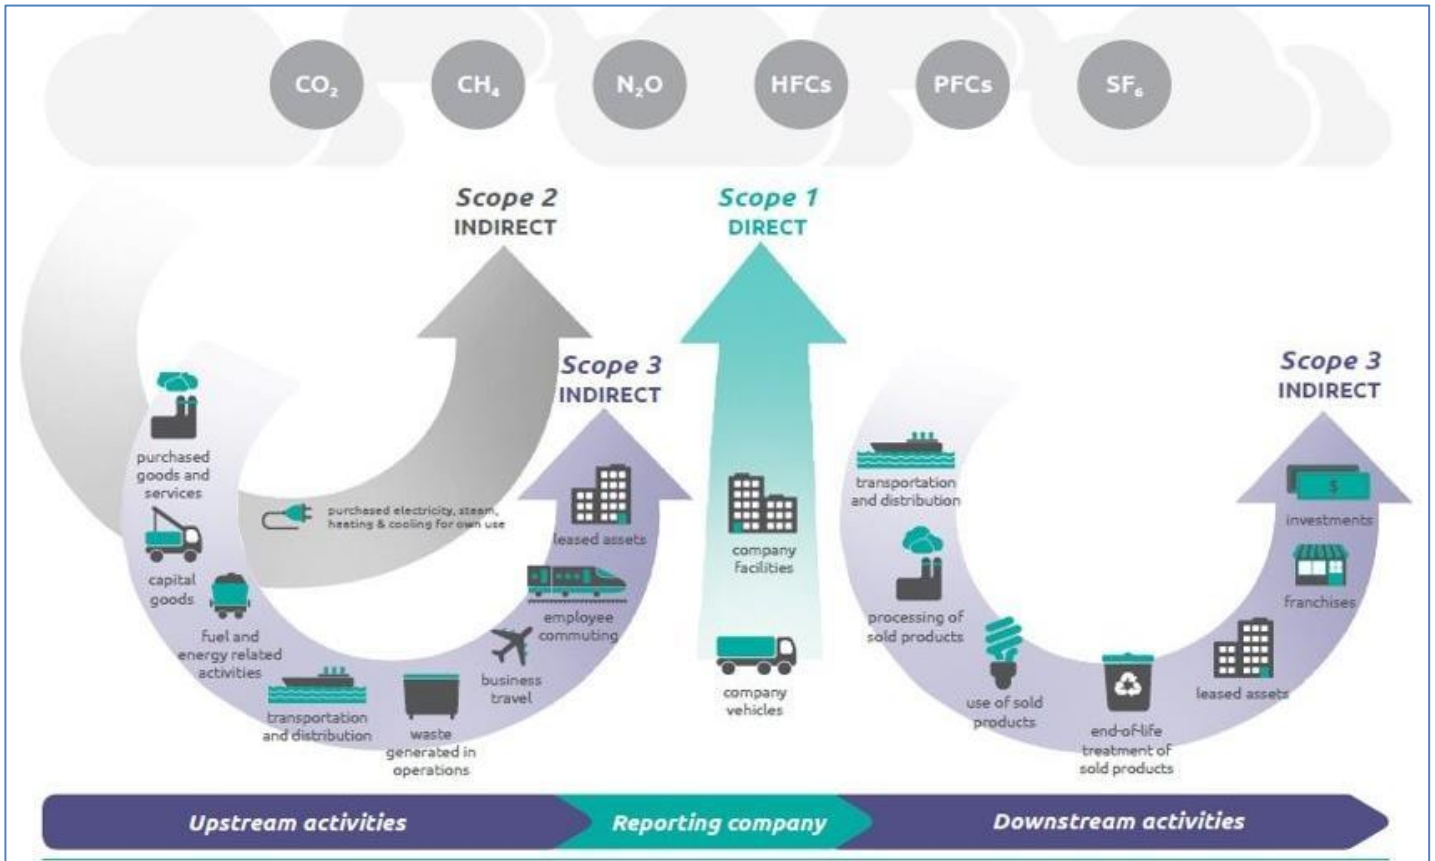 CO₂
CH₄
N₂O
HFCs
PFCs
SF₆
Scope 2
INDIRECT
Scope 1
DIRECT
Scope 3
INDIRECT
Scope 3
INDIRECT
purchased
goods and
services
capital
goods
fuel and
energy related
activities
transportation
and distribution
waste
generated in
operations
business
travel
employee
commuting
leased assets
purchased electricity, steam,
heating & cooling for own use
company
facilities
company
vehicles
transportation
and distribution
processing of
sold products
use of sold
products
end-of-life
treatment of
sold products
leased assets
franchises
investments
$
Upstream activities
Reporting company
Downstream activities